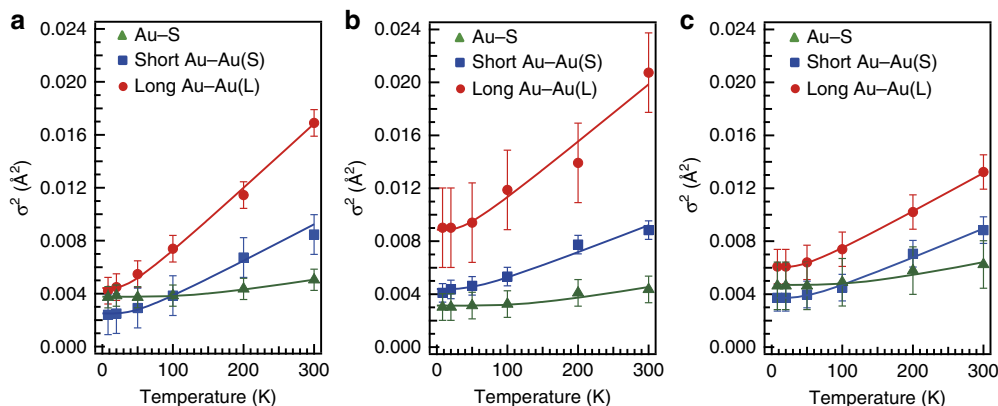 a
0.024
0.020
0.016
0.012
0.008
0.004
0.000
σ² (Å²)
Au–S
Short Au–Au(S)
Long Au–Au(L)
0
100
200
300
Temperature (K)
b
0.024
0.020
0.016
0.012
0.008
0.004
0.000
σ² (Å²)
Au–S
Short Au–Au(S)
Long Au–Au(L)
0
100
200
300
Temperature (K)
c
0.024
0.020
0.016
0.012
0.008
0.004
0.000
σ² (Å²)
Au–S
Short Au–Au(S)
Long Au–Au(L)
0
100
200
300
Temperature (K)